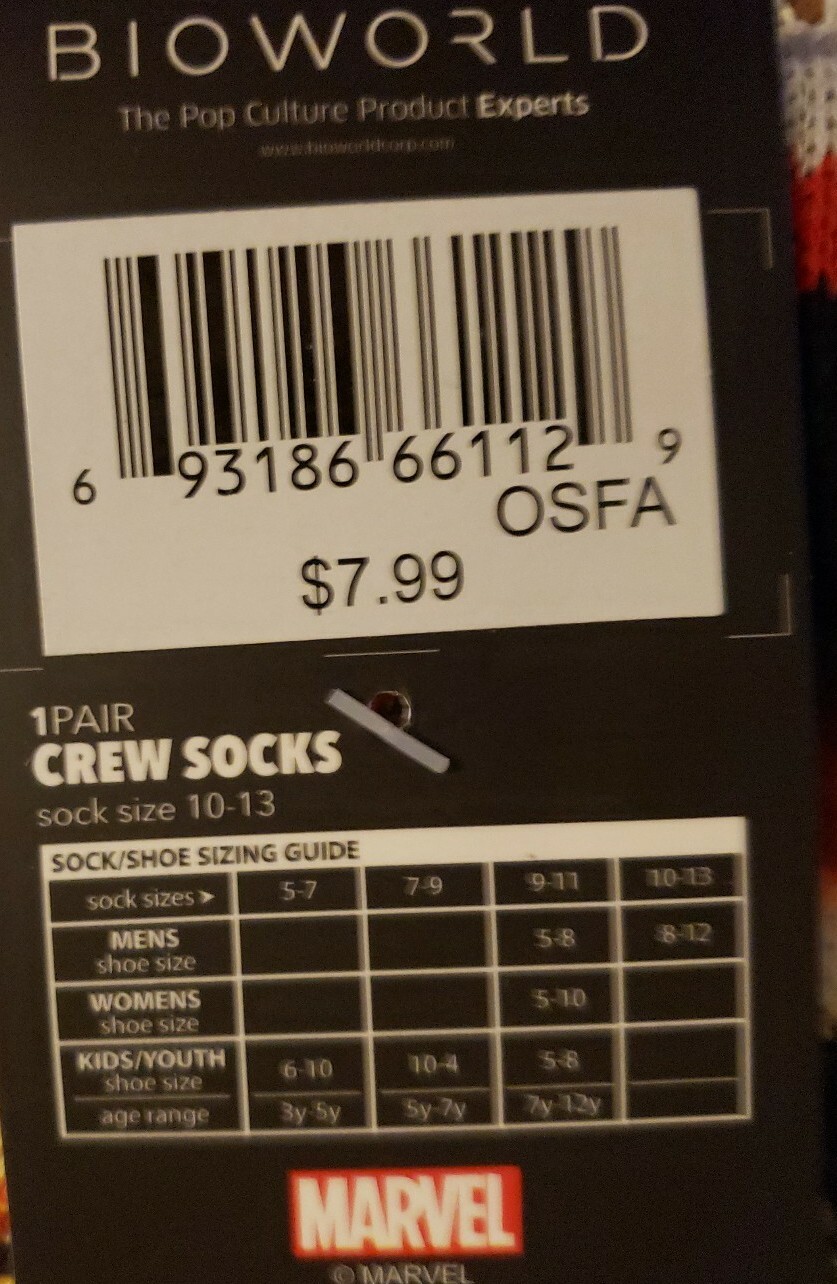 BIOWORLD
The Pop Culture Product Experts
www.bioworldcorp.com
6 93186 66112 9
OSFA
$7.99
1PAIR
CREW SOCKS
sock size 10-13
SOCK/SHOE SIZING GUIDE
sock sizes➤ 5-7 7-9 9-11 10-13
MENS
shoe size 5-8 8-12
WOMENS
shoe size 5-10
KIDS/YOUTH
shoe size 6-10 10-4 5-8
age range 3y-5y 5y-7y 7y-12y
MARVEL
© MARVEL